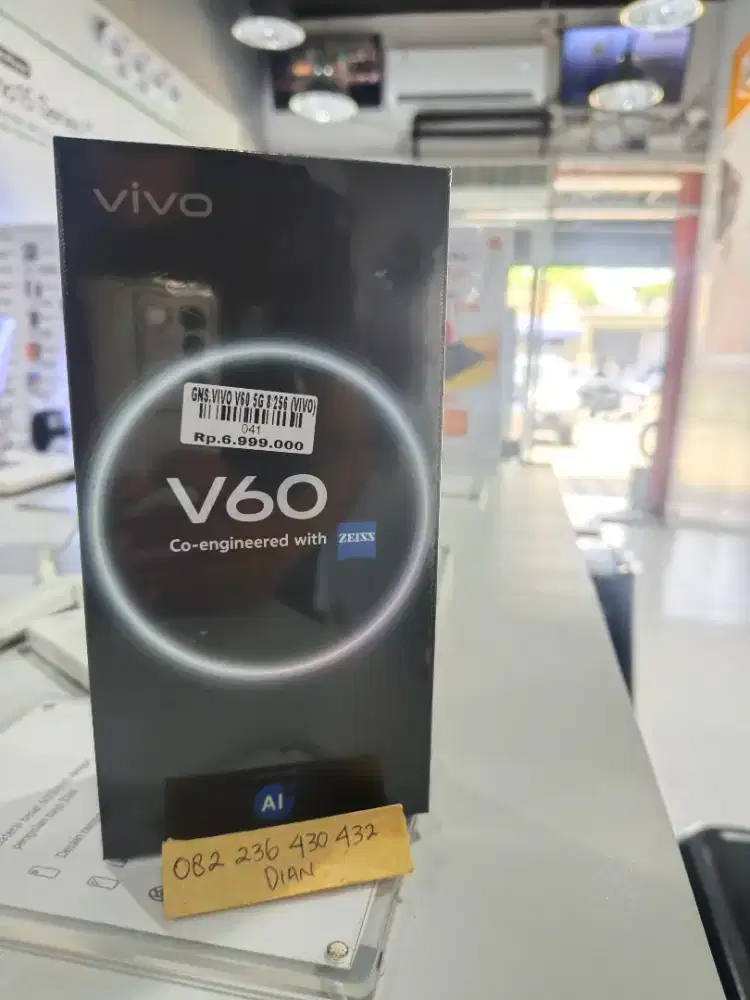 vivo
GNS.VIVO V60 5G 8 256 (VIVO)
041
Rp.6.999.000
V60
Co-engineered with ZEISS
AI
082 236 430 432
DIAN